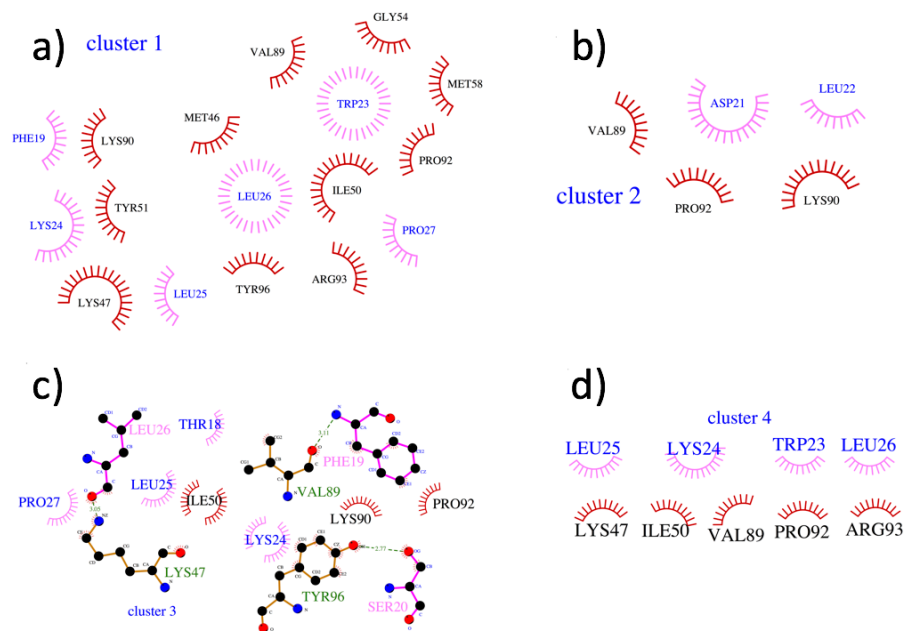 a)
cluster 1
GLY54
VAL89
MET58
TRP23
MET46
PHE19
LYS90
PRO92
ILE50
LEU26
TYR51
LYS24
PRO27
TYR96
ARG93
LEU25
LYS47
b)
LEU22
ASP21
VAL89
cluster 2
PRO92
LYS90
c)
LEU26
THR18
3.11
PHE19
LEU25
VAL89
PRO27
ILE50
3.05
LYS90
PRO92
LYS24
2.77
LYS47
TYR96
SER20
cluster 3
d)
cluster 4
LEU25 LYS24 TRP23 LEU26
LYS47 ILE50 VAL89 PRO92 ARG93